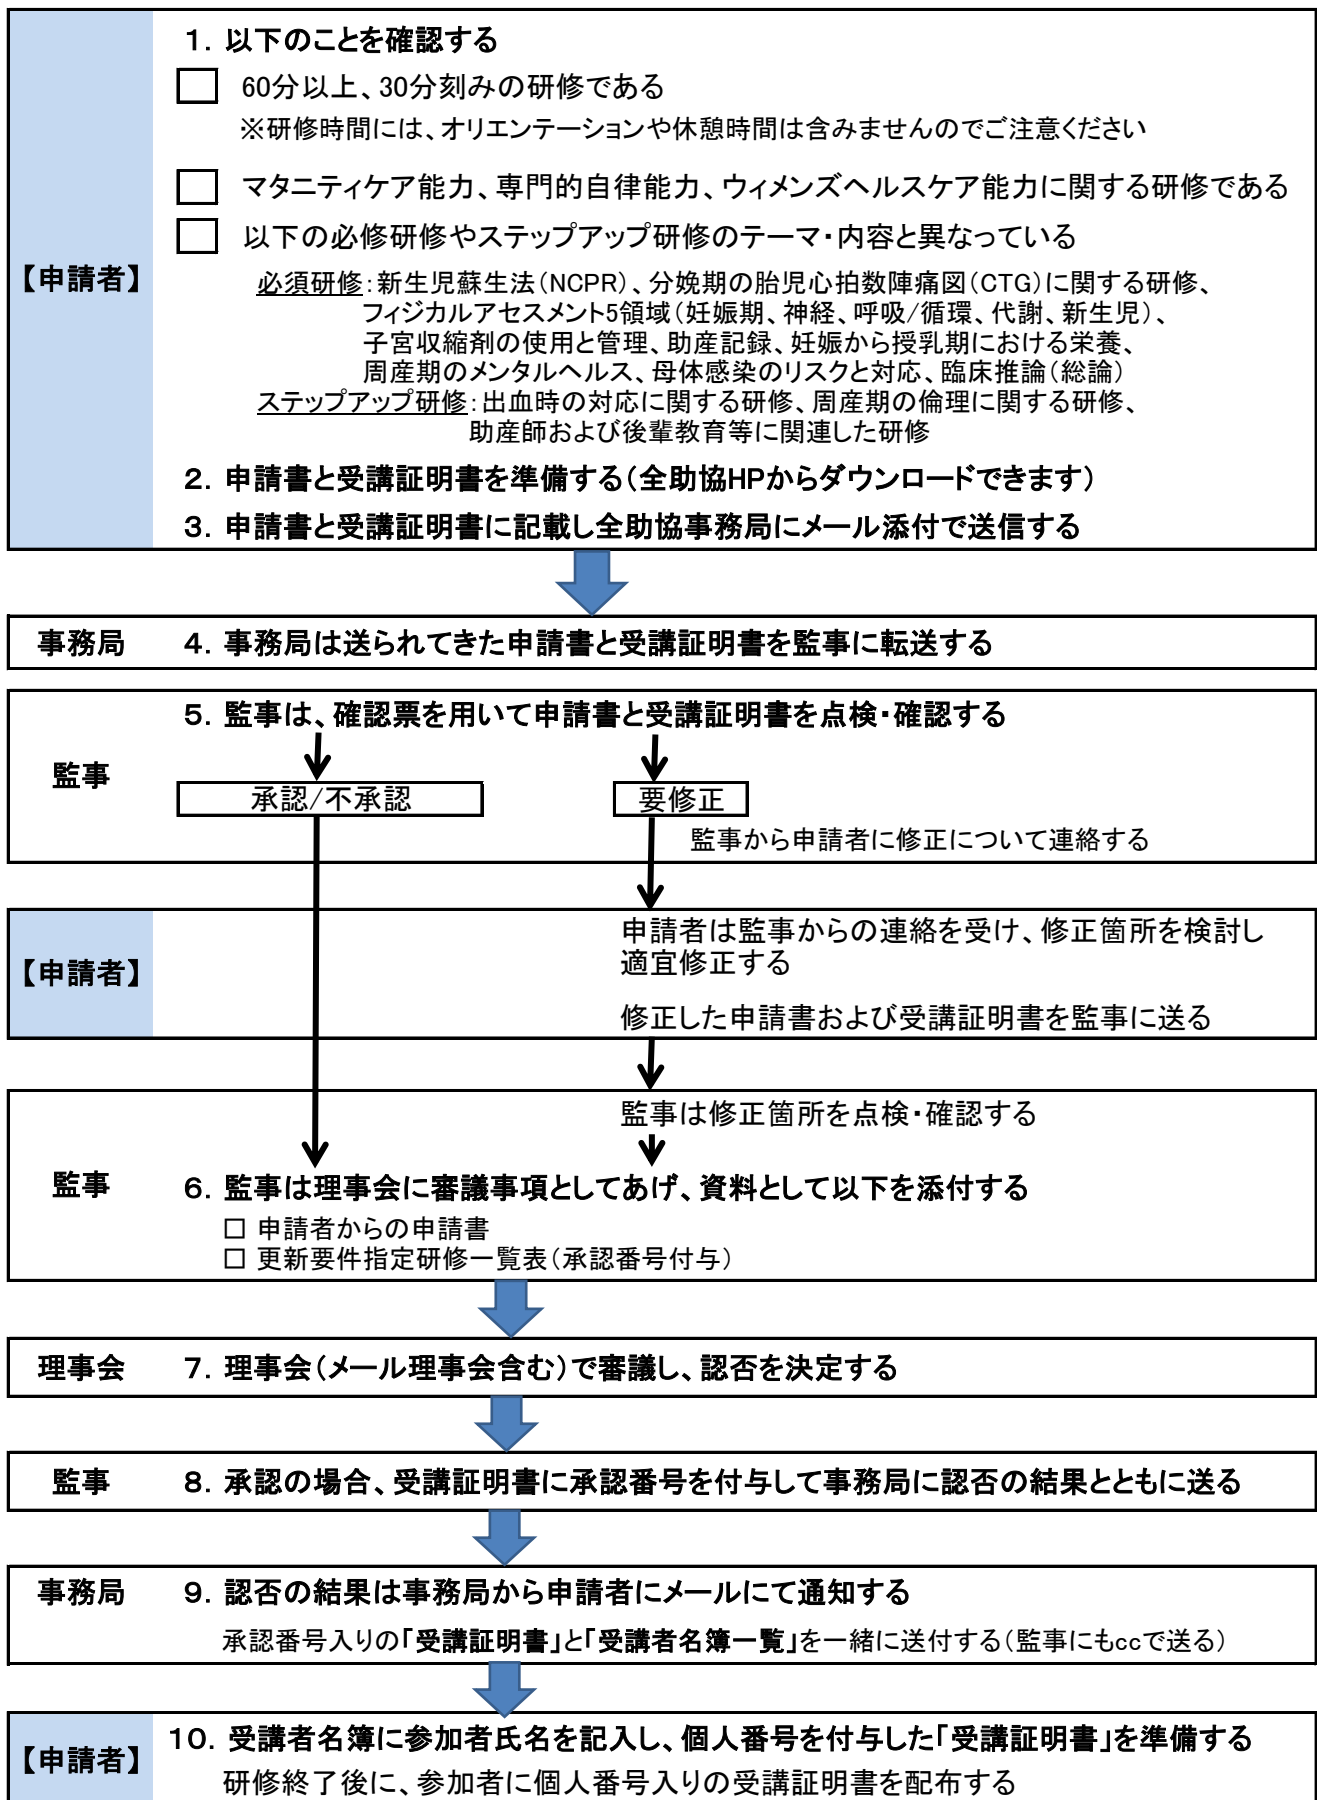 【申請者】
1．以下のことを確認する
60分以上、30分刻みの研修である
※研修時間には、オリエンテーションや休憩時間は含みませんのでご注意ください
マタニティケア能力、専門的自律能力、ウィメンズヘルスケア能力に関する研修である
以下の必修研修やステップアップ研修のテーマ・内容と異なっている
必須研修：新生児蘇生法（NCPR）、分娩期の胎児心拍数陣痛図（CTG）に関する研修、
フィジカルアセスメント5領域（妊娠期、神経、呼吸/循環、代謝、新生児）、
子宮収縮剤の使用と管理、助産記録、妊娠から授乳期における栄養、
周産期のメンタルヘルス、母体感染のリスクと対応、臨床推論（総論）
ステップアップ研修：出血時の対応に関する研修、周産期の倫理に関する研修、
助産師および後輩教育等に関連した研修
2．申請書と受講証明書を準備する（全助協HPからダウンロードできます）
3．申請書と受講証明書に記載し全助協事務局にメール添付で送信する
事務局
4．事務局は送られてきた申請書と受講証明書を監事に転送する
監事
5．監事は、確認票を用いて申請書と受講証明書を点検・確認する
承認/不承認
要修正
監事から申請者に修正について連絡する
【申請者】
申請者は監事からの連絡を受け、修正箇所を検討し
適宜修正する
修正した申請書および受講証明書を監事に送る
監事は修正箇所を点検・確認する
監事
6．監事は理事会に審議事項としてあげ、資料として以下を添付する
□ 申請者からの申請書
□ 更新要件指定研修一覧表（承認番号付与）
理事会
7．理事会（メール理事会含む）で審議し、認否を決定する
監事
8．承認の場合、受講証明書に承認番号を付与して事務局に認否の結果とともに送る
事務局
9．認否の結果は事務局から申請者にメールにて通知する
承認番号入りの「受講証明書」と「受講者名簿一覧」を一緒に送付する（監事にもccで送る）
【申請者】
10．受講者名簿に参加者氏名を記入し、個人番号を付与した「受講証明書」を準備する
研修終了後に、参加者に個人番号入りの受講証明書を配布する